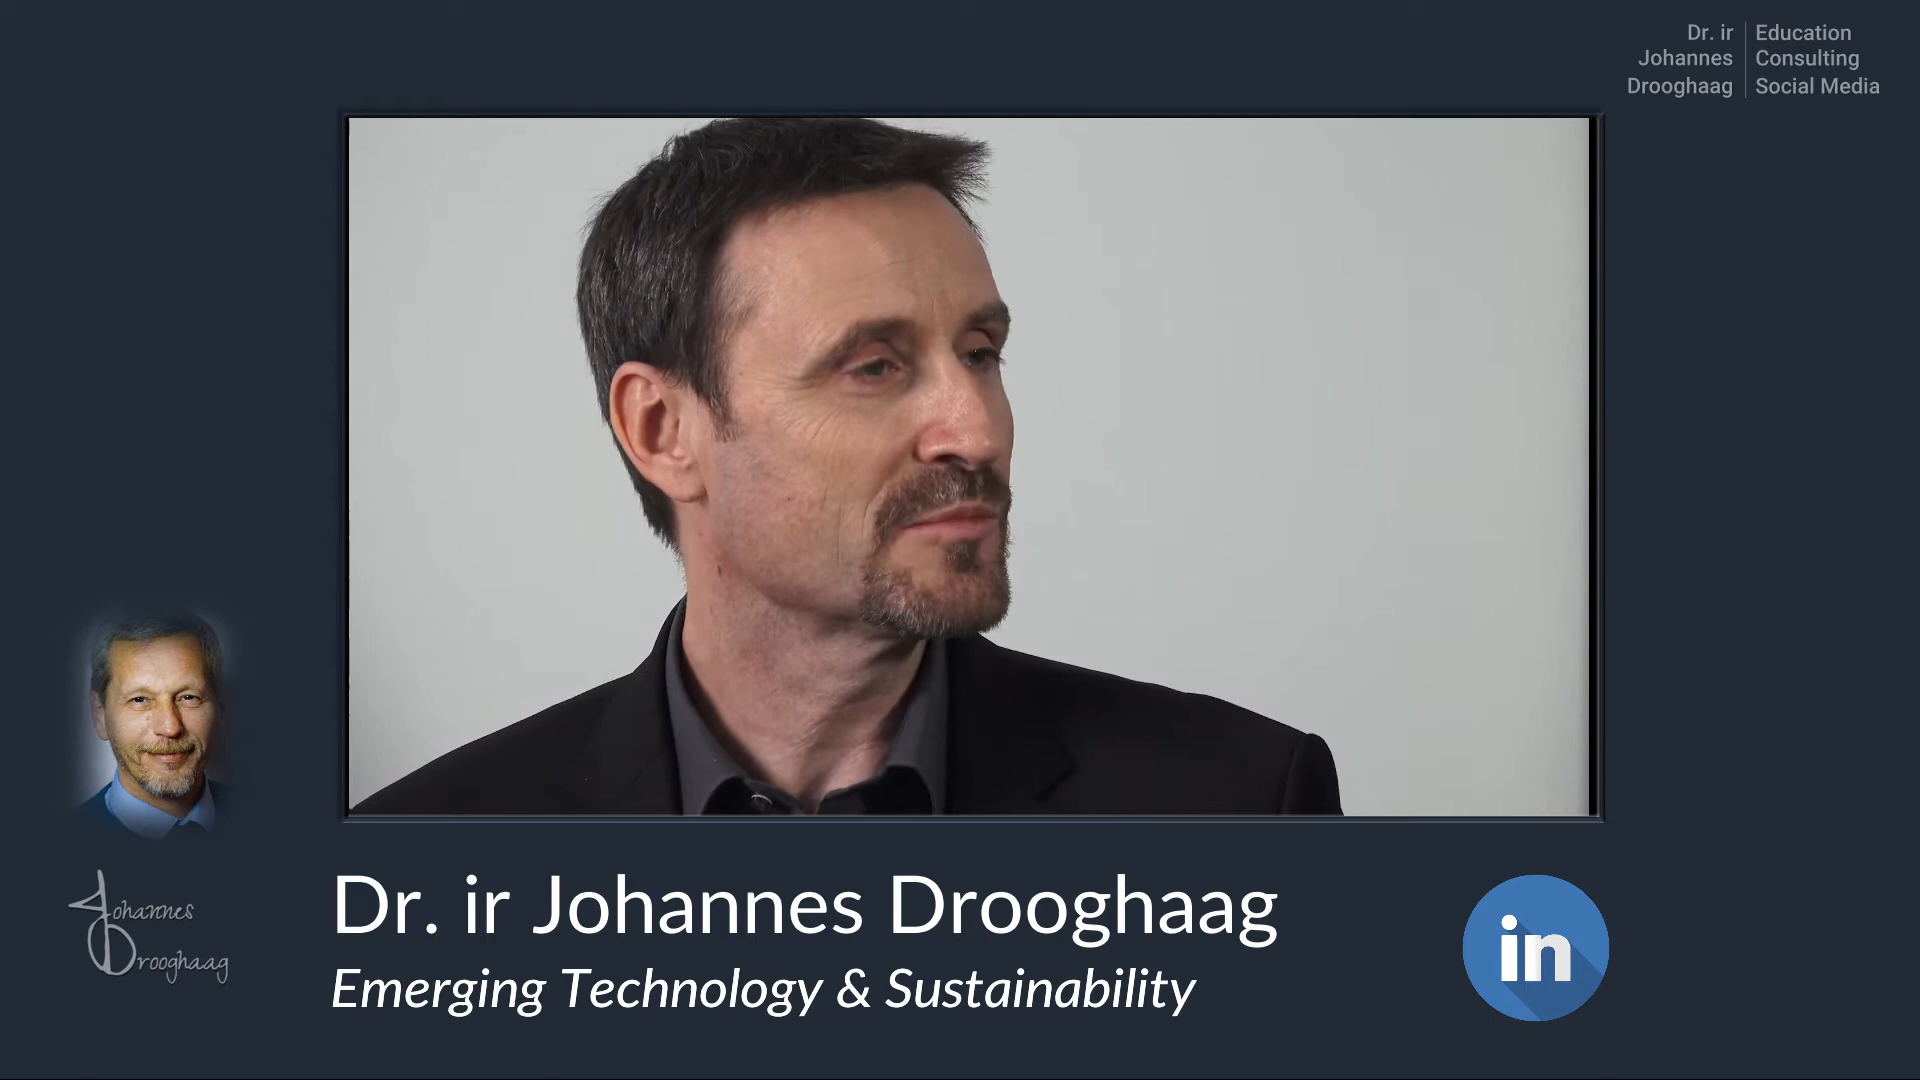 Dr. ir
Johannes
Drooghaag
Education
Consulting
Social Media
Johannes
Drooghaag
Dr. ir Johannes Drooghaag
Emerging Technology & Sustainability
in